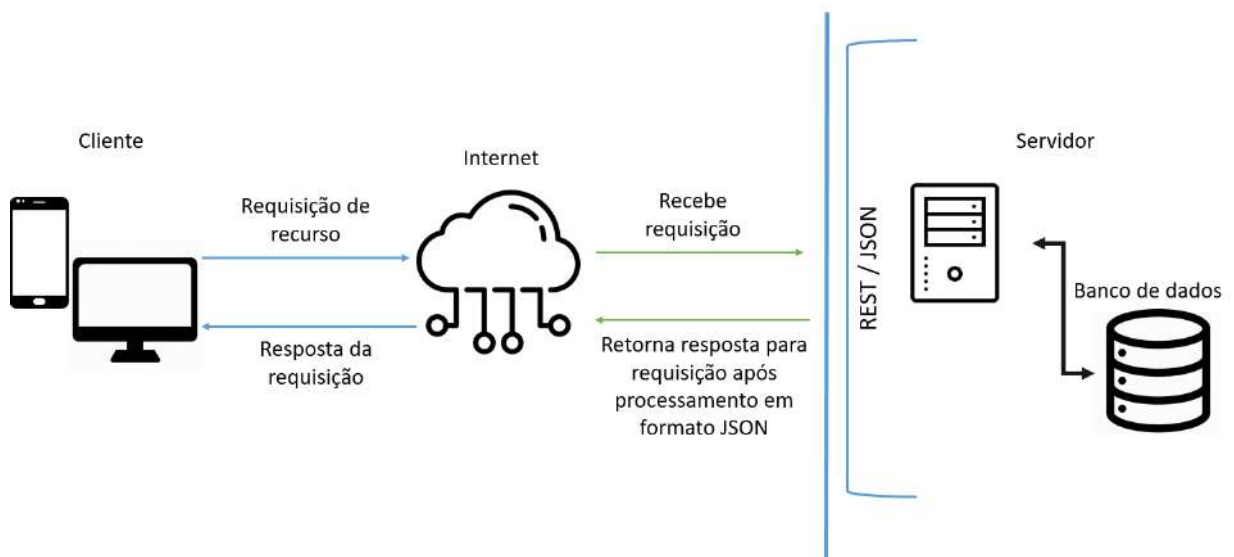 Cliente
Requisição de
recurso
Resposta da
requisição
Internet
Recebe
requisição
Retorna resposta para
requisição após
processamento em
formato JSON
REST / JSON
Servidor
Banco de dados